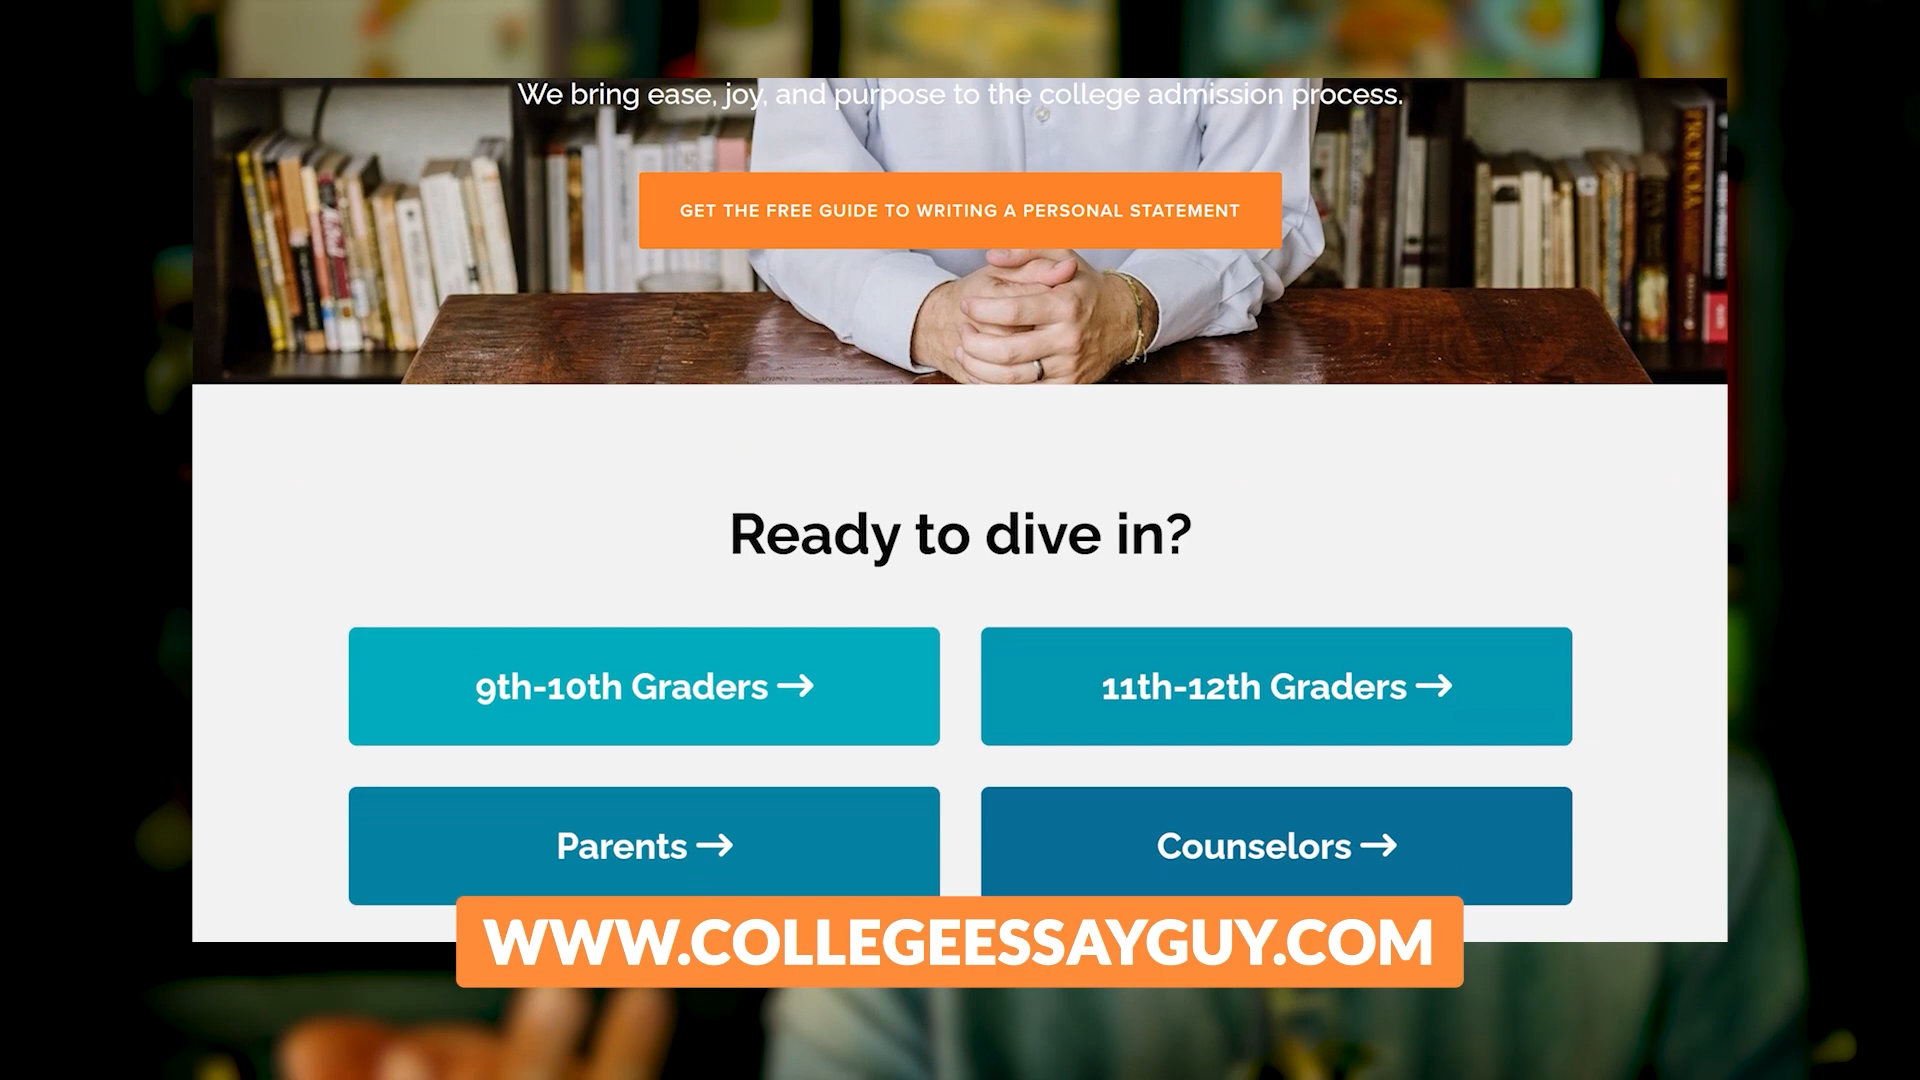 We bring ease, joy, and purpose to the college admission process.
GET THE FREE GUIDE TO WRITING A PERSONAL STATEMENT
Ready to dive in?
9th-10th Graders →
11th-12th Graders →
Parents →
Counselors →
WWW.COLLEGEESSAYGUY.COM